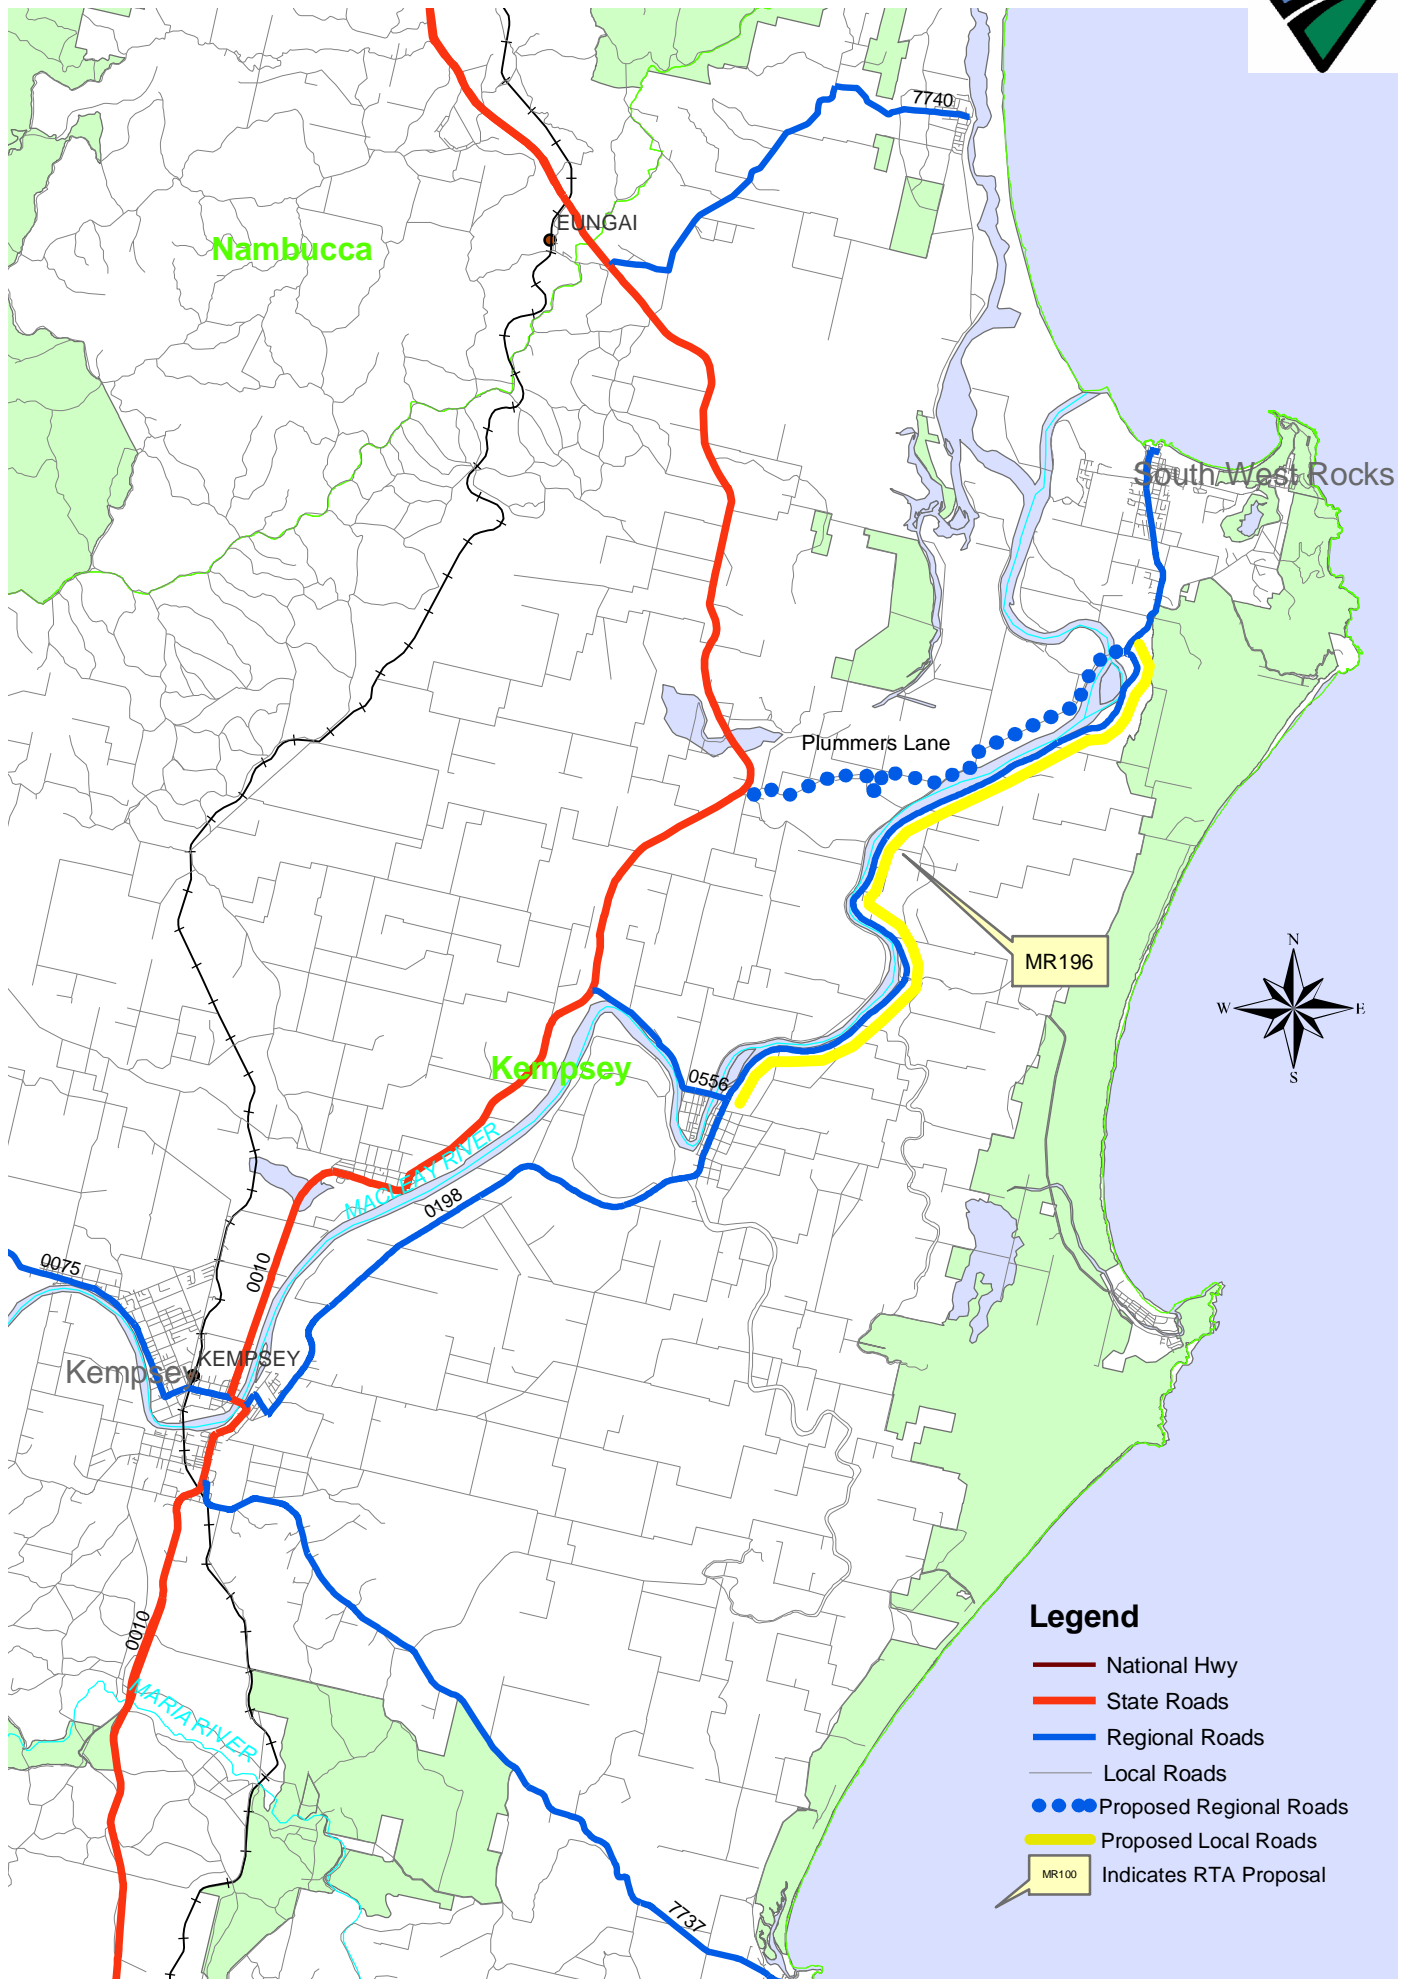 7740
EUNGAI
Nambucca
South West Rocks
Plummers Lane
MR196
N
W
E
S
Kempsey
0556
MACLEAY RIVER
0198
0010
0075
KEMPSEY
Kempsey
0010
MARIA RIVER
7737
Legend
National Hwy
State Roads
Regional Roads
Local Roads
Proposed Regional Roads
Proposed Local Roads
MR100
Indicates RTA Proposal